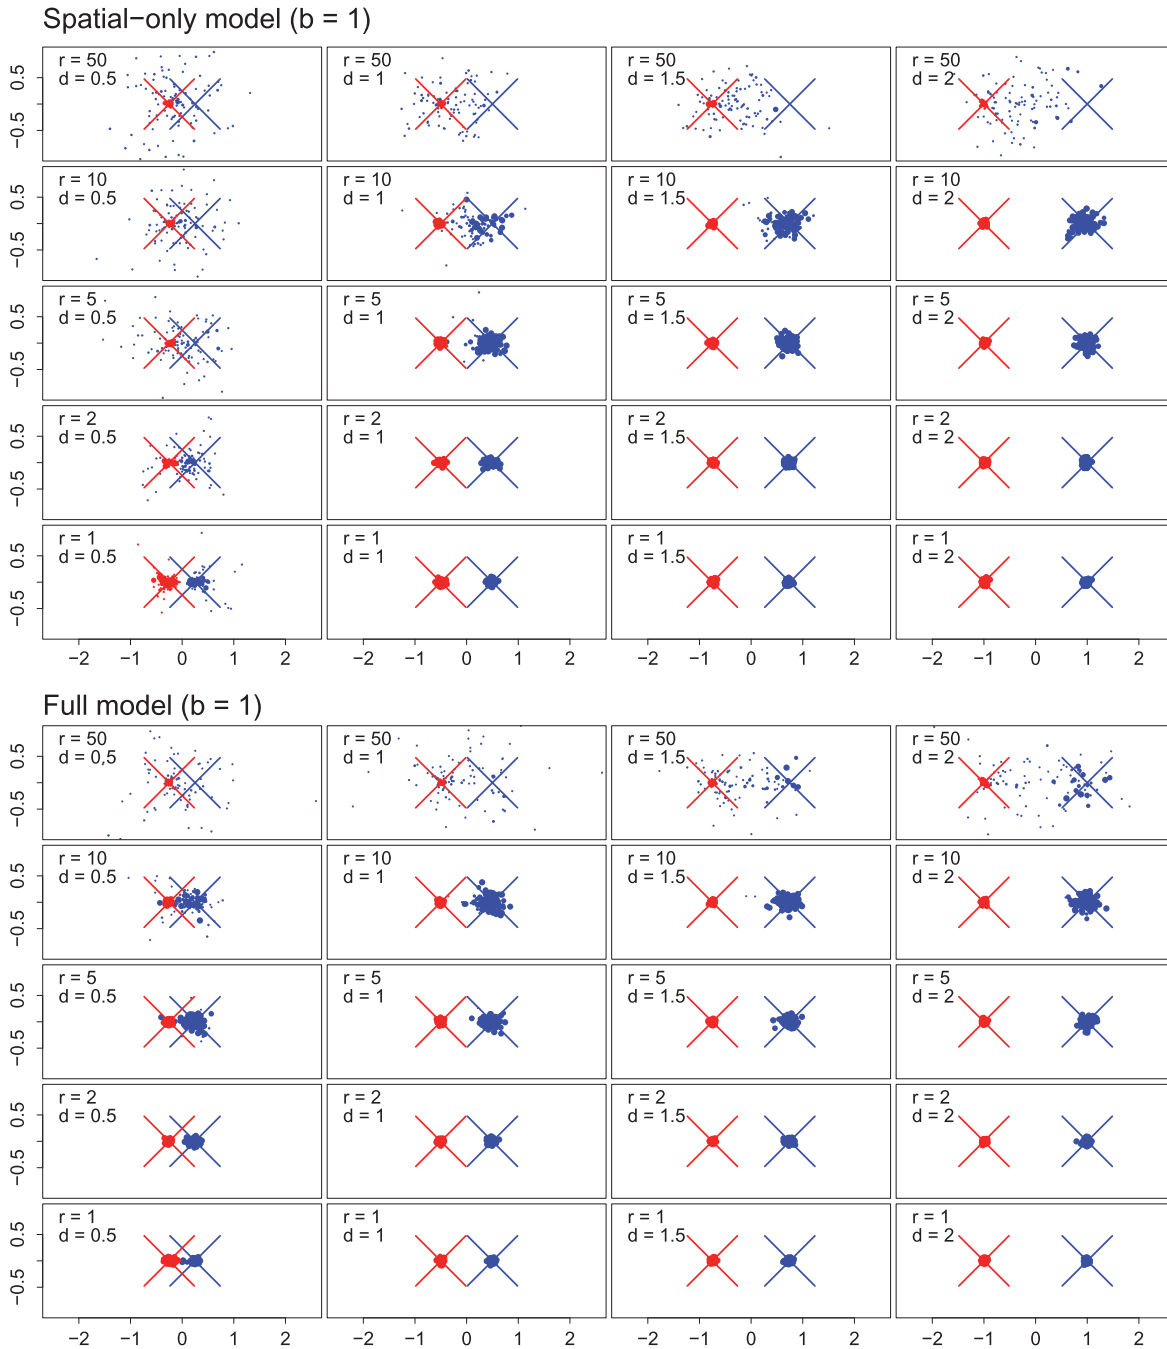 Spatial−only model (b = 1)
r = 50 r = 50 r = 50 r = 50
0.5 d = 0.5 d = 1 d = 1.5 d = 2
−0.5
r = 10 r = 10 r = 10 r = 10
0.5 d = 0.5 d = 1 d = 1.5 d = 2
−0.5
r = 5 r = 5 r = 5 r = 5
0.5 d = 0.5 d = 1 d = 1.5 d = 2
−0.5
r = 2 r = 2 r = 2 r = 2
0.5 d = 0.5 d = 1 d = 1.5 d = 2
−0.5
r = 1 r = 1 r = 1 r = 1
0.5 d = 0.5 d = 1 d = 1.5 d = 2
−0.5
−2 −1 0 1 2 −2 −1 0 1 2 −2 −1 0 1 2 −2 −1 0 1 2
Full model (b = 1)
r = 50 r = 50 r = 50 r = 50
0.5 d = 0.5 d = 1 d = 1.5 d = 2
−0.5
r = 10 r = 10 r = 10 r = 10
0.5 d = 0.5 d = 1 d = 1.5 d = 2
−0.5
r = 5 r = 5 r = 5 r = 5
0.5 d = 0.5 d = 1 d = 1.5 d = 2
−0.5
r = 2 r = 2 r = 2 r = 2
0.5 d = 0.5 d = 1 d = 1.5 d = 2
−0.5
r = 1 r = 1 r = 1 r = 1
0.5 d = 0.5 d = 1 d = 1.5 d = 2
−0.5
−2 −1 0 1 2 −2 −1 0 1 2 −2 −1 0 1 2 −2 −1 0 1 2